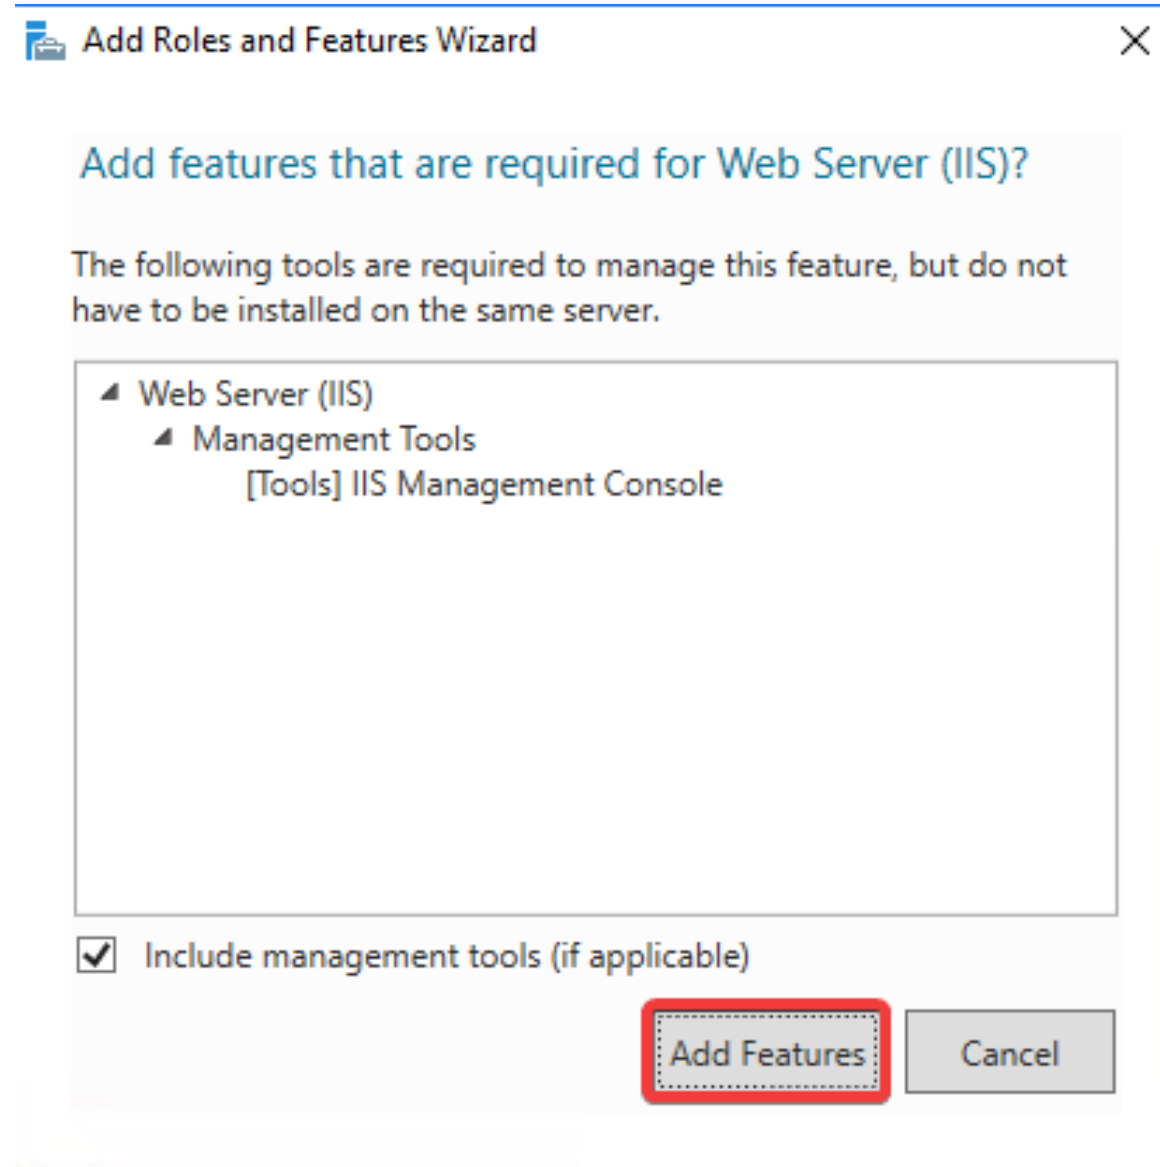 Add Roles and Features Wizard
Add features that are required for Web Server (IIS)?
The following tools are required to manage this feature, but do not
have to be installed on the same server.
Web Server (IIS)
Management Tools
[Tools] IIS Management Console
Include management tools (if applicable)
Add Features
Cancel